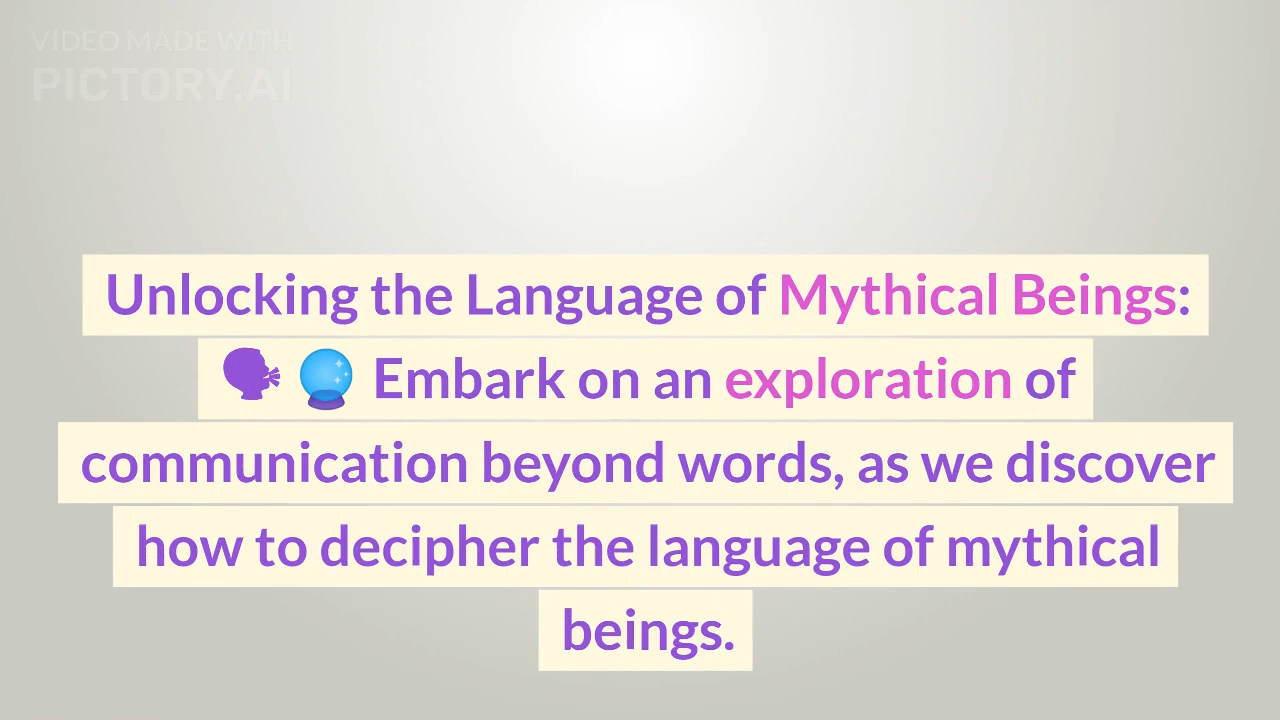 VIDEO MADE WITH
PICTORY.AI
Unlocking the Language of Mythical Beings:
🗣 🔮 Embark on an exploration of
communication beyond words, as we discover
how to decipher the language of mythical
beings.